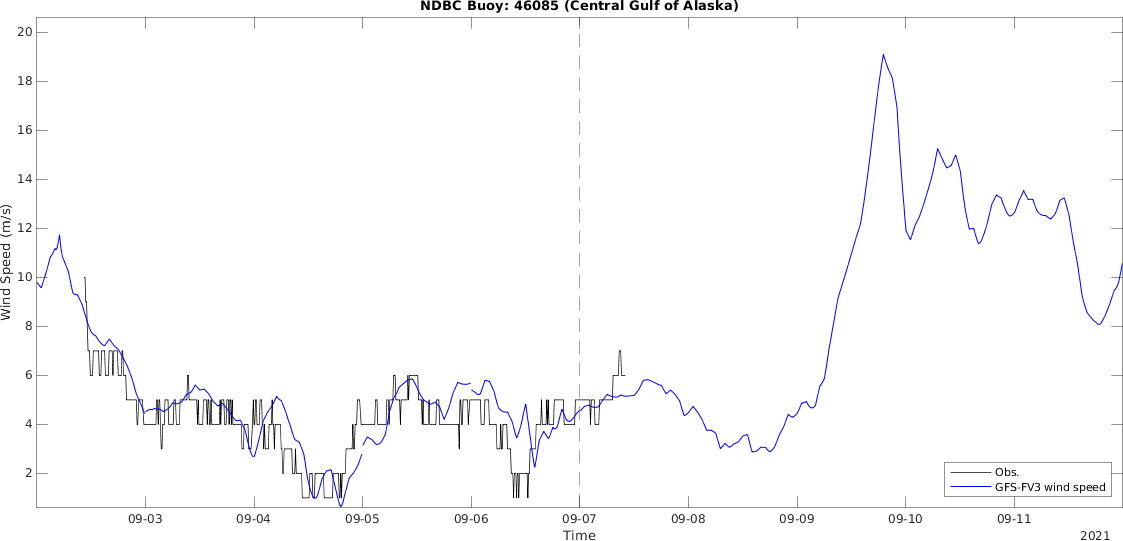 NDBC Buoy: 46085 (Central Gulf of Alaska)
20
18
16
14
12
10
8
6
4
2
Wind Speed (m/s)
Obs.
GFS-FV3 wind speed
09-03 09-04 09-05 09-06 09-07 09-08 09-09 09-10 09-11
Time
2021